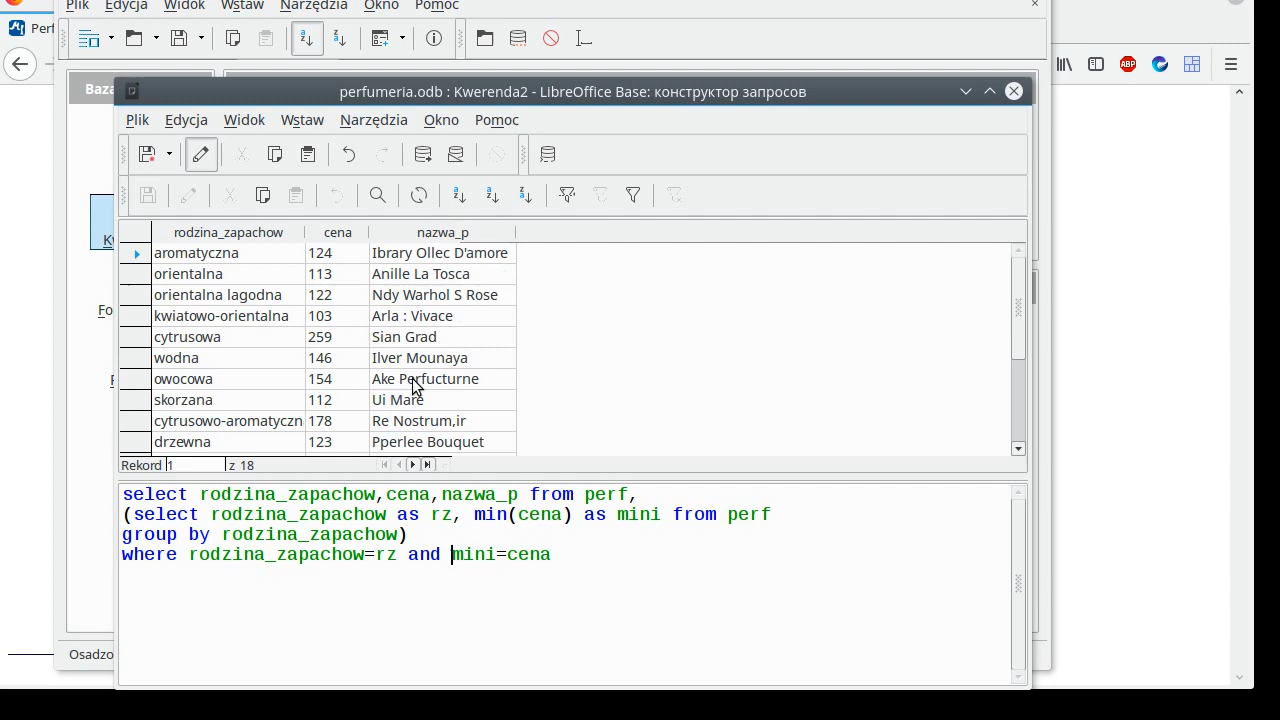 Plik Edycja Widok Wstaw Narzędzia Okno Pomoc
Perf
Baza
perfumeria.odb : Kwerenda2 - LibreOffice Base: конструктор запросов
ABP
Plik Edycja Widok Wstaw Narzędzia Okno Pomoc
rodzina_zapachow cena nazwa_p
aromatyczna 124 Ibrary Ollec D'amore
orientalna 113 Anille La Tosca
orientalna lagodna 122 Ndy Warhol S Rose
kwiatowo-orientalna 103 Arla : Vivace
cytrusowa 259 Sian Grad
wodna 146 Ilver Mounaya
owocowa 154 Ake Perfucturne
skorzana 112 Ui Mare
cytrusowo-aromatyczn 178 Re Nostrum,ir
drzewna 123 Pperlee Bouquet
Rekord 1 z 18
select rodzina_zapachow,cena,nazwa_p from perf,
(select rodzina_zapachow as rz, min(cena) as mini from perf
group by rodzina_zapachow)
where rodzina_zapachow=rz and mini=cena
Fo
Osadzo